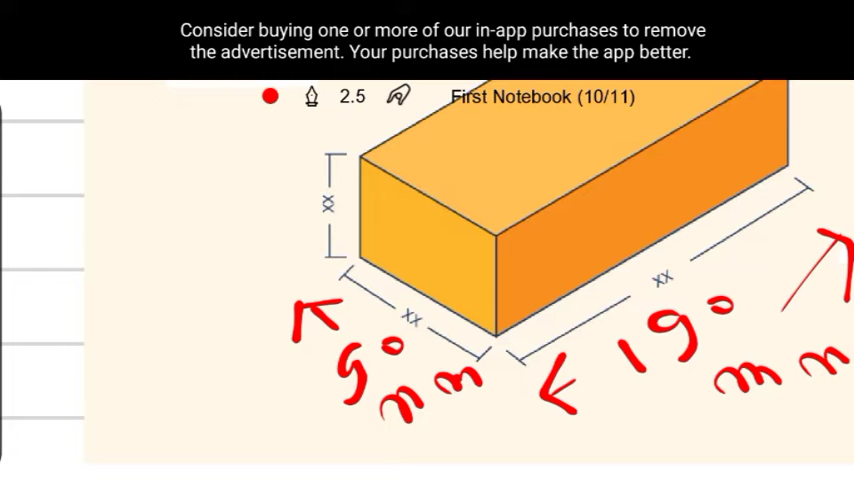 Consider buying one or more of our in-app purchases to remove
the advertisement. Your purchases help make the app better.
2.5 First Notebook (10/11)
xx
xx
xx
90
mm
190
mm